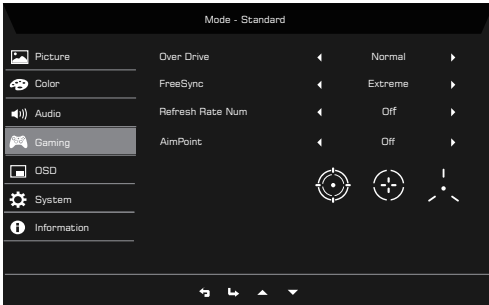 Mode - Standard
Picture
Color
Audio
Gaming
OSD
System
Information
Over Drive Normal
FreeSync Extreme
Refresh Rate Num Off
AimPoint Off